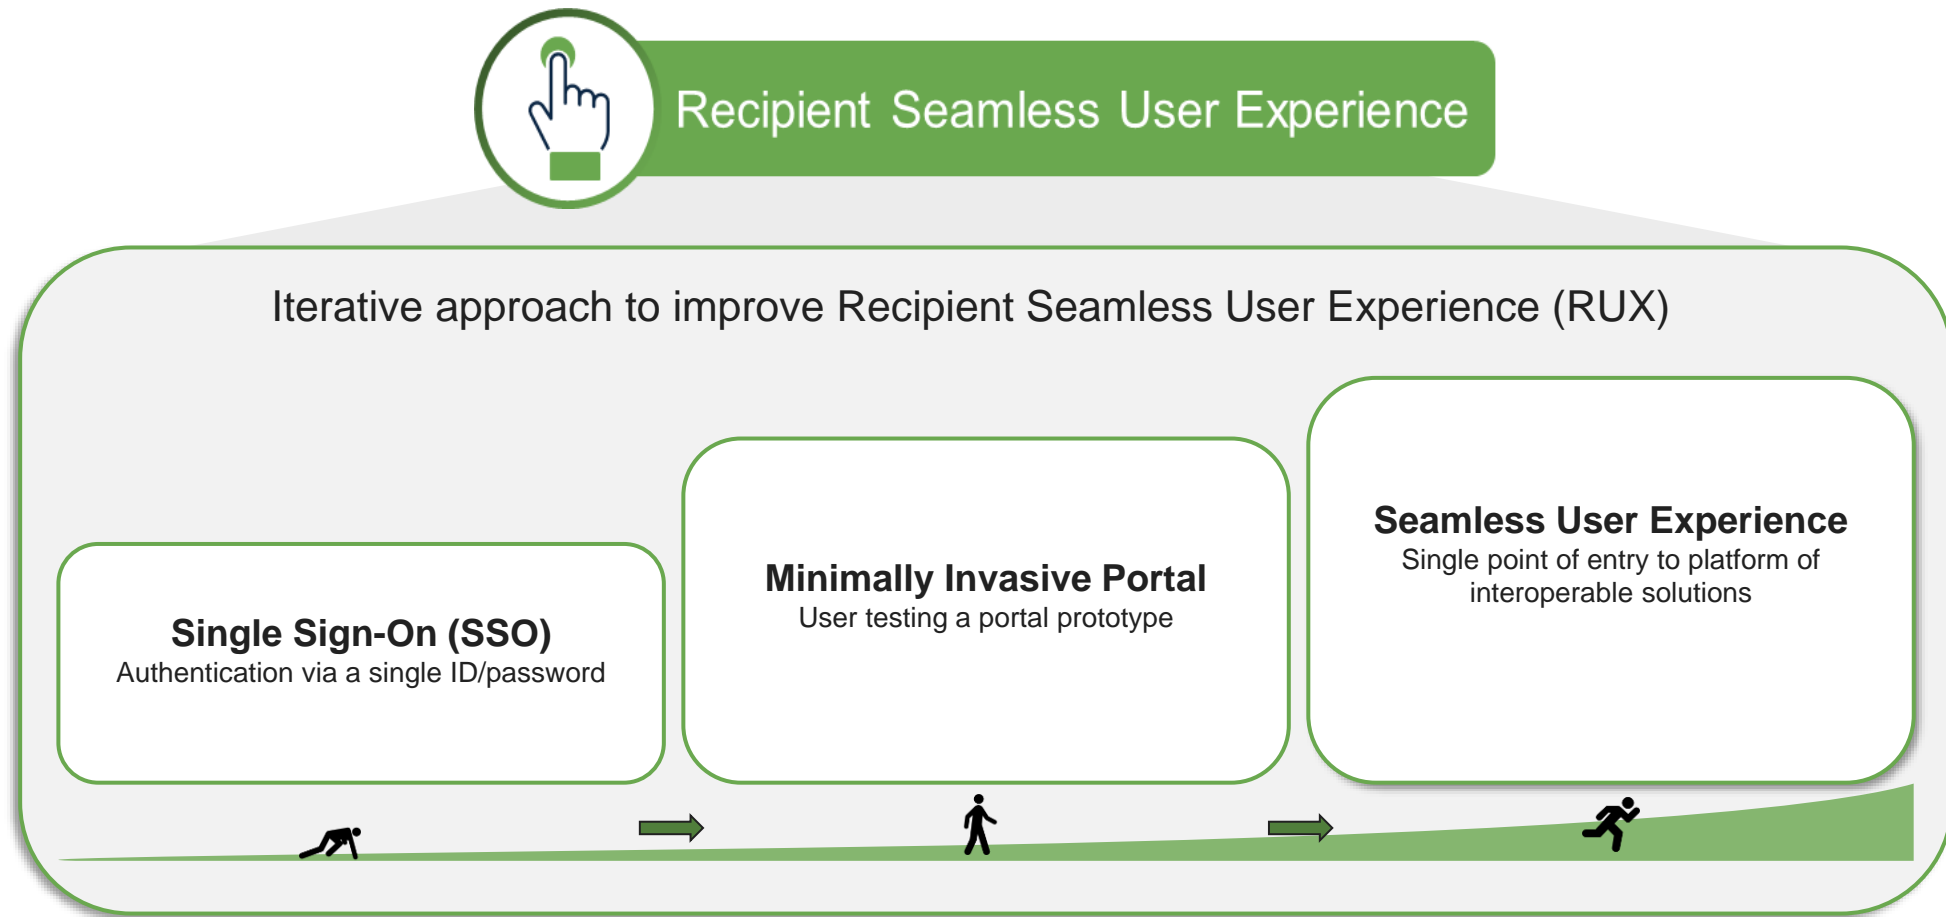 Recipient Seamless User Experience
Iterative approach to improve Recipient Seamless User Experience (RUX)
Single Sign-On (SSO)
Authentication via a single ID/password
Minimally Invasive Portal
User testing a portal prototype
Seamless User Experience
Single point of entry to platform of
interoperable solutions